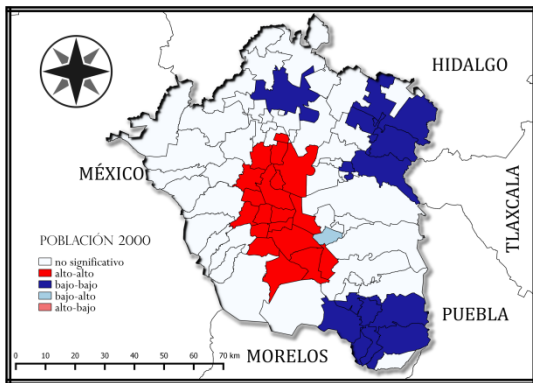 HIDALGO
MÉXICO
TLAXCALA
POBLACIÓN 2000
no significativo
alto-alto
bajo-bajo
bajo-alto
alto-bajo
PUEBLA
MORELOS
0 10 20 30 40 50 60 70 km